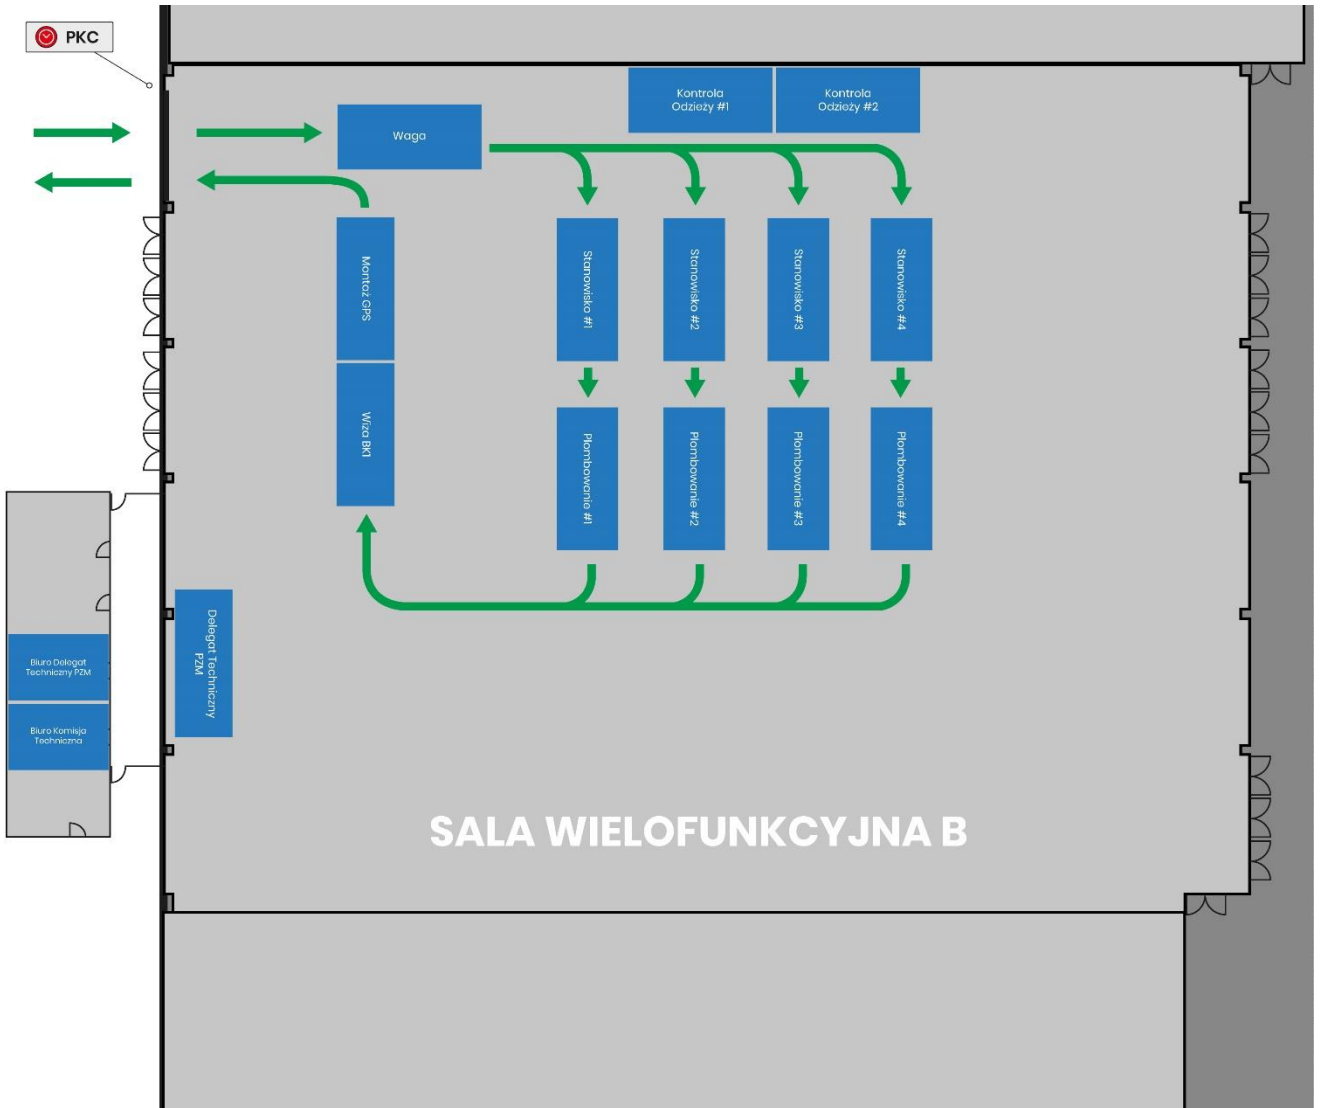 PKC
Kontrola
Odzieży #1
Kontrola
Odzieży #2
Waga
Montaż GPS
Stanowisko #1
Stanowisko #2
Stanowisko #3
Stanowisko #4
Wiza BK1
Plombowanie #1
Plombowanie #2
Plombowanie #3
Plombowanie #4
Delegat Techniczny
PZM
Biuro Delegat
Techniczny PZM
Biuro Komisja
Techniczna
SALA WIELOFUNKCYJNA B